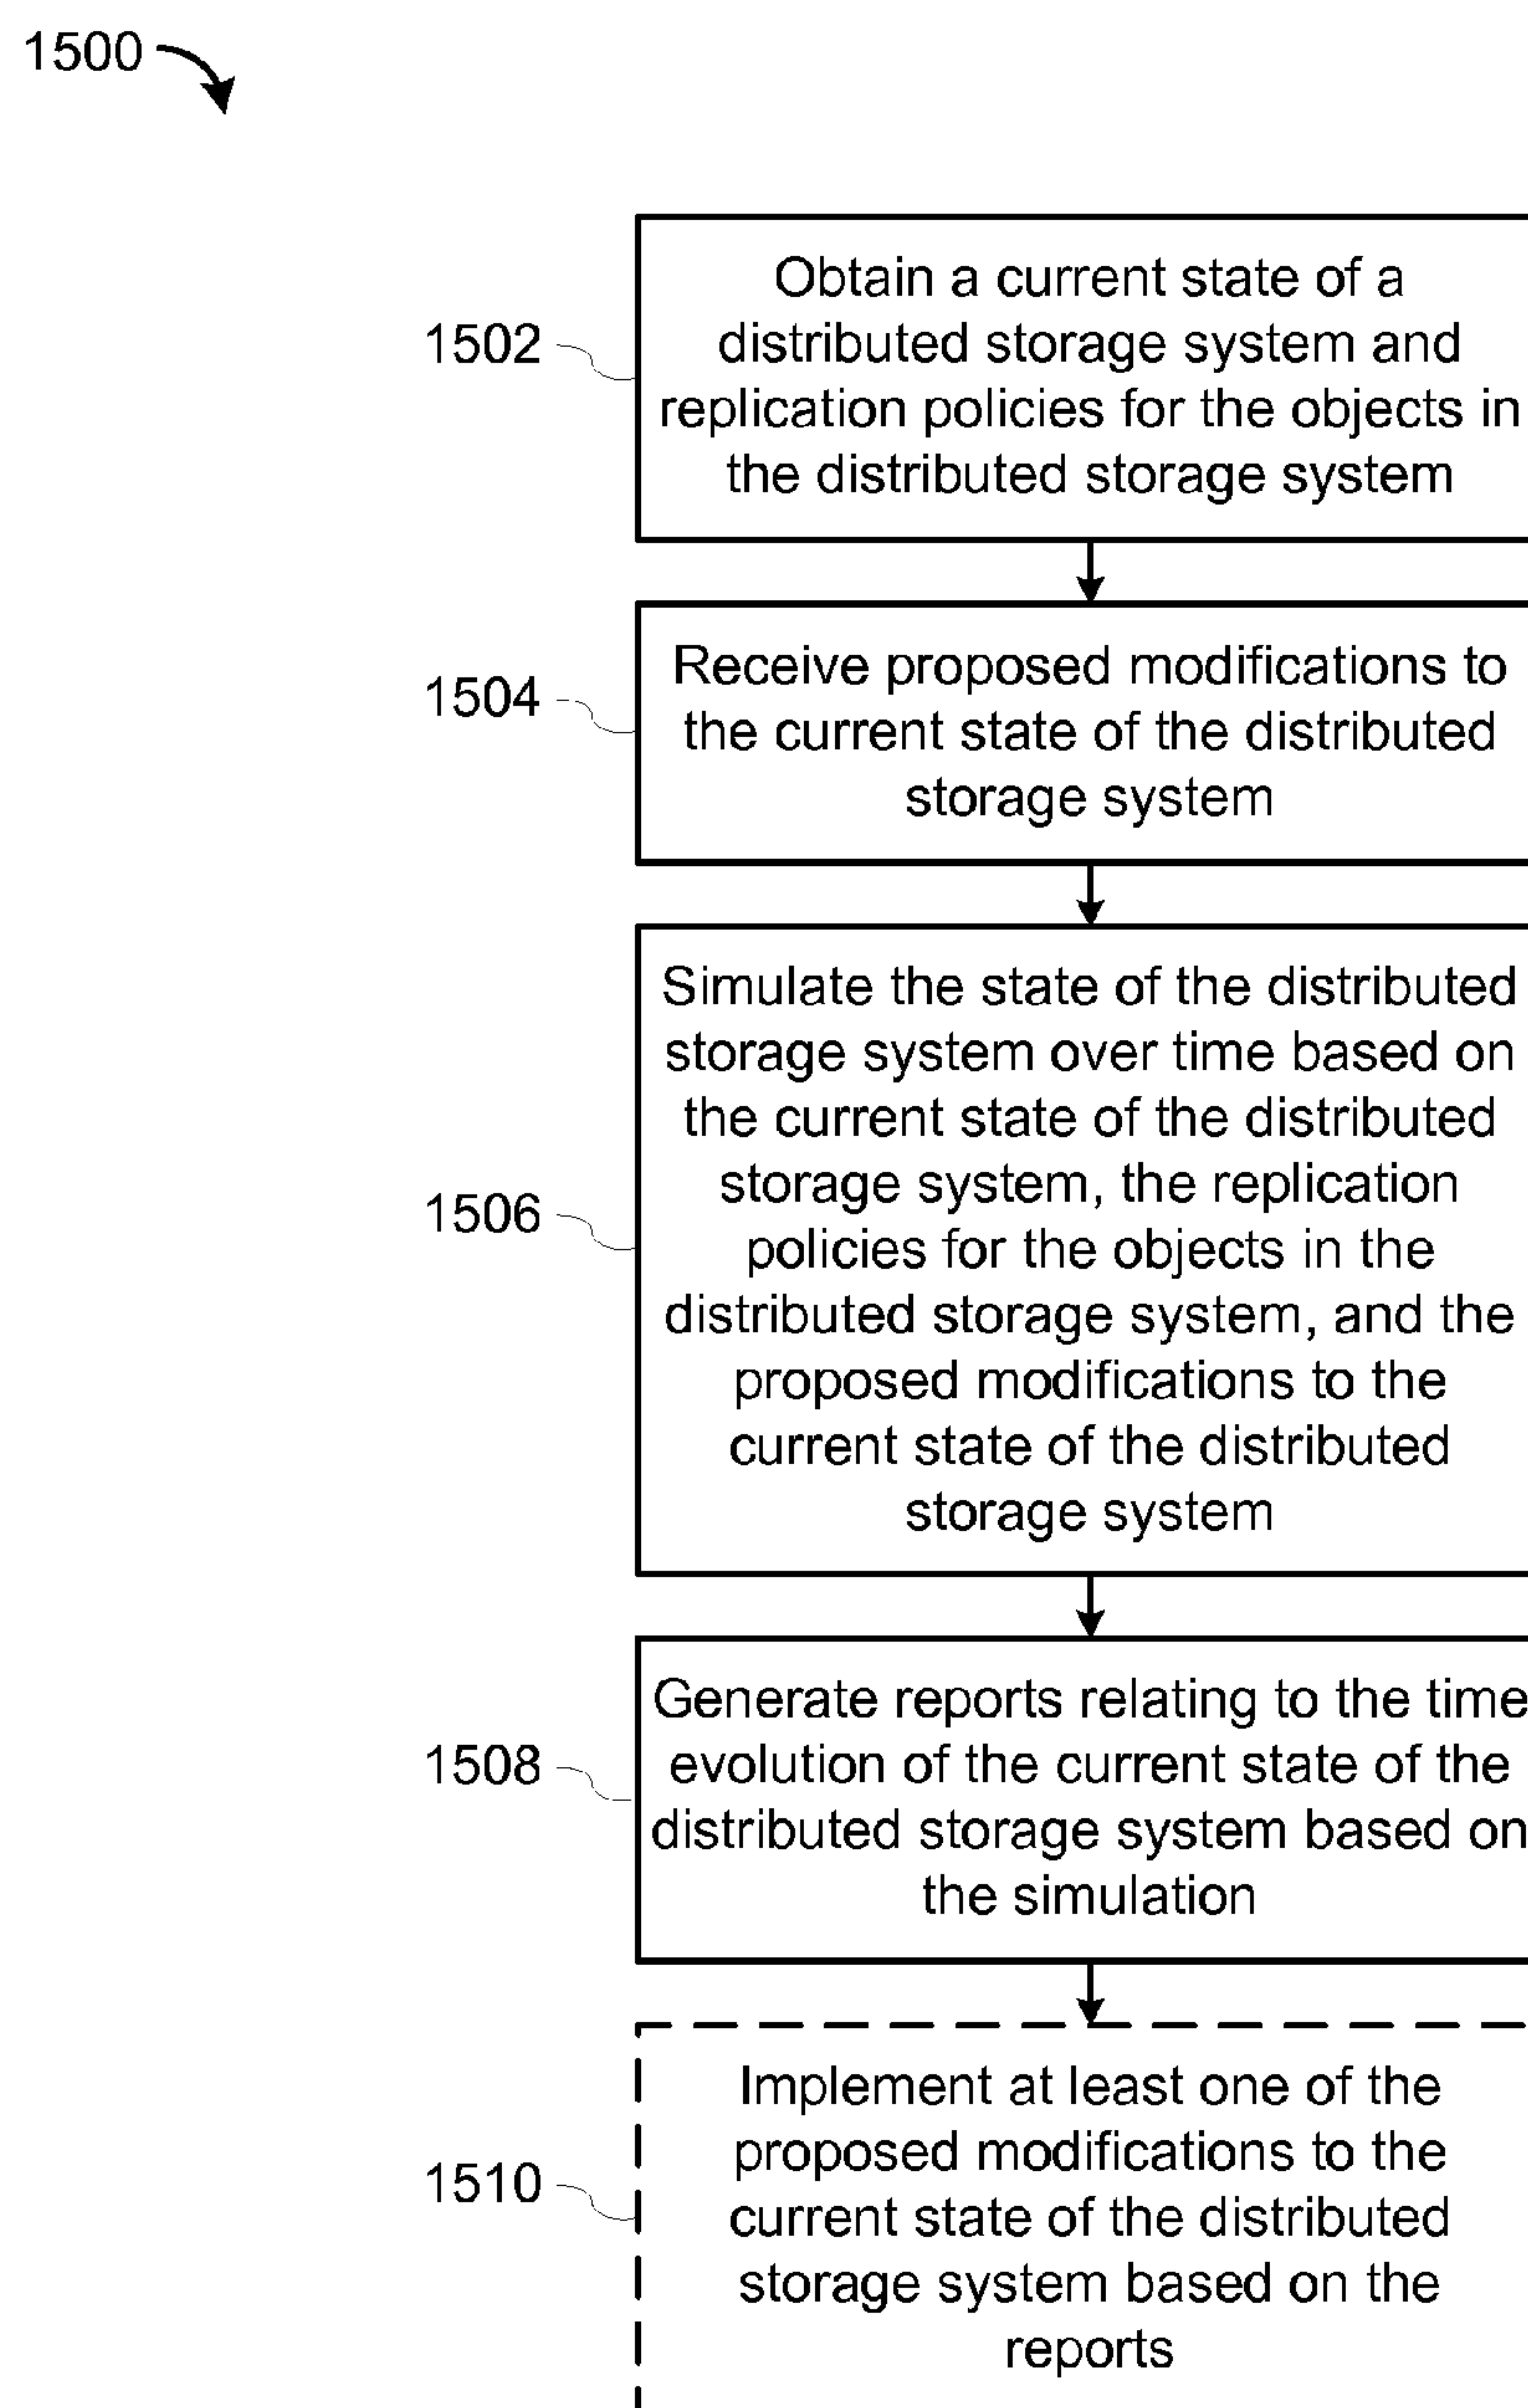 1500
1502
Obtain a current state of a
distributed storage system and
replication policies for the objects in
the distributed storage system
1504
Receive proposed modifications to
the current state of the distributed
storage system
1506
Simulate the state of the distributed
storage system over time based on
the current state of the distributed
storage system, the replication
policies for the objects in the
distributed storage system, and the
proposed modifications to the
current state of the distributed
storage system
1508
Generate reports relating to the time
evolution of the current state of the
distributed storage system based on
the simulation
1510
Implement at least one of the
proposed modifications to the
current state of the distributed
storage system based on the
reports